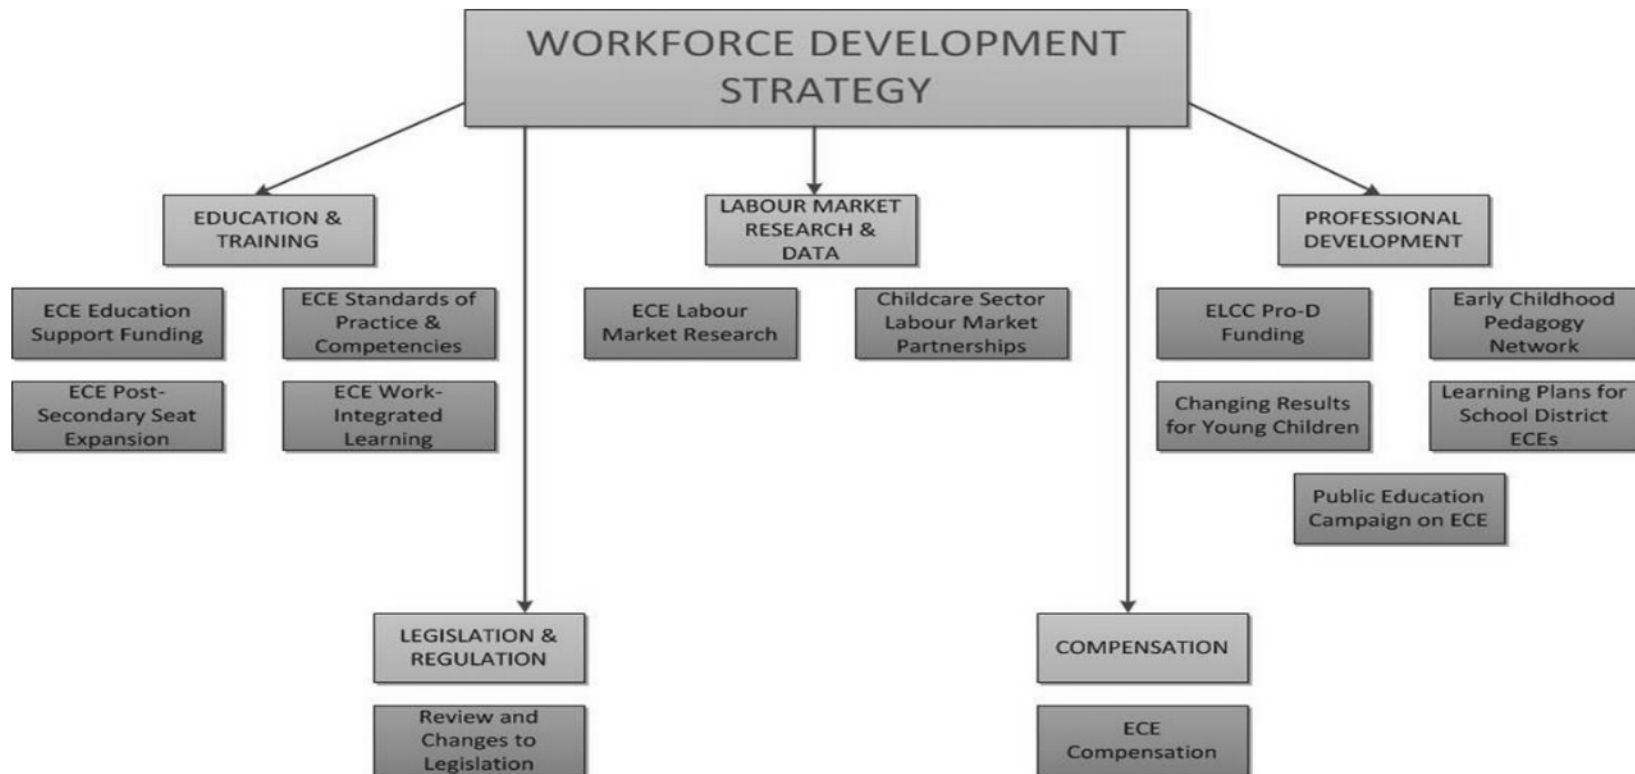 WORKFORCE DEVELOPMENT
STRATEGY
EDUCATION &
TRAINING
LABOUR MARKET
RESEARCH &
DATA
PROFESSIONAL
DEVELOPMENT
ECE Education
Support Funding
ECE Standards of
Practice &
Competencies
ECE Labour
Market Research
Childcare Sector
Labour Market
Partnerships
ELCC Pro-D
Funding
Early Childhood
Pedagogy
Network
ECE Post-
Secondary Seat
Expansion
ECE Work-
Integrated
Learning
Changing Results
for Young Children
Learning Plans for
School District
ECEs
Public Education
Campaign on ECE
LEGISLATION &
REGULATION
COMPENSATION
Review and
Changes to
Legislation
ECE
Compensation